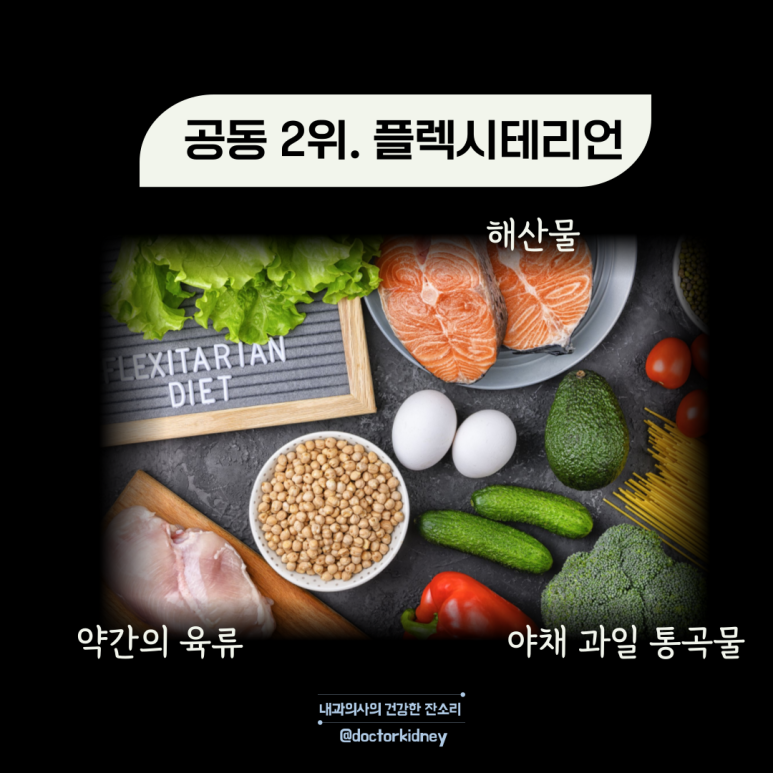 공동 2위. 플렉시테리언
해산물
FLEXITARIAN
DIET
약간의 육류
야채 과일 통곡물
내과의사의 건강한 잔소리
@doctorkidney